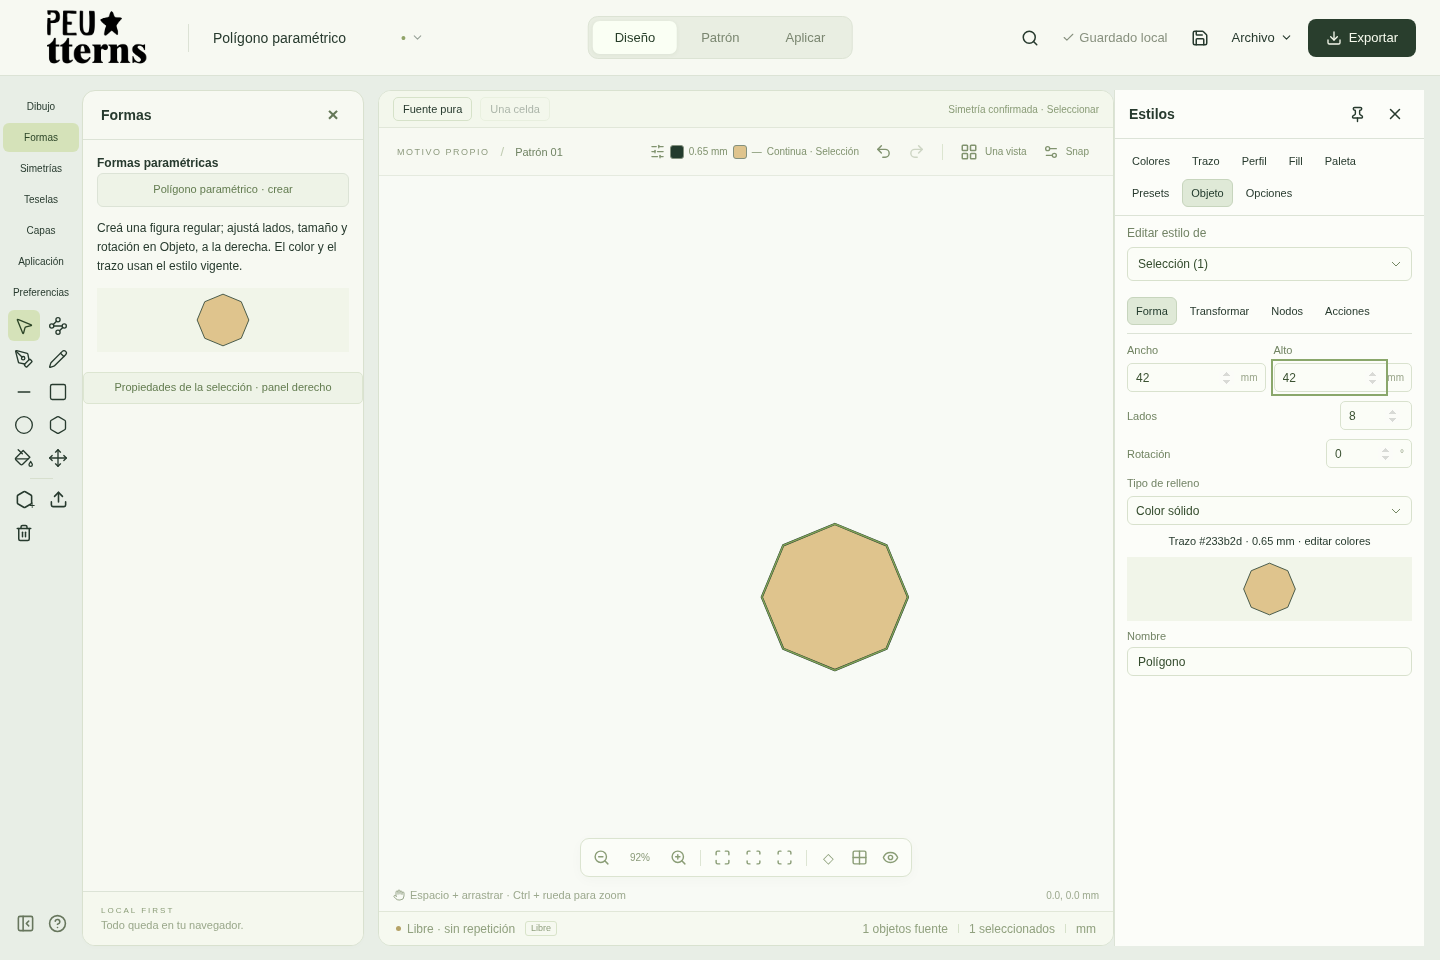 PEU★
tterns
Polígono paramétrico
Diseño
Patrón
Aplicar
Guardado local
Archivo
Exportar
Dibujo
Formas
Simetrías
Teselas
Capas
Aplicación
Preferencias
Formas
Formas paramétricas
Polígono paramétrico · crear
Creá una figura regular; ajustá lados, tamaño y
rotación en Objeto, a la derecha. El color y el
trazo usan el estilo vigente.
Propiedades de la selección · panel derecho
LOCAL FIRST
Todo queda en tu navegador.
Fuente pura
Una celda
Simetría confirmada · Seleccionar
MOTIVO PROPIO / Patrón 01
0.65 mm
— Continua · Selección
Una vista
Snap
92%
Espacio + arrastrar · Ctrl + rueda para zoom
0.0, 0.0 mm
Libre · sin repetición
Libre
1 objetos fuente
1 seleccionados
mm
Estilos
Colores
Trazo
Perfil
Fill
Paleta
Presets
Objeto
Opciones
Editar estilo de
Selección (1)
Forma
Transformar
Nodos
Acciones
Ancho
Alto
42 mm
42 mm
Lados
8
Rotación
0 °
Tipo de relleno
Color sólido
Trazo #233b2d · 0.65 mm · editar colores
Nombre
Polígono